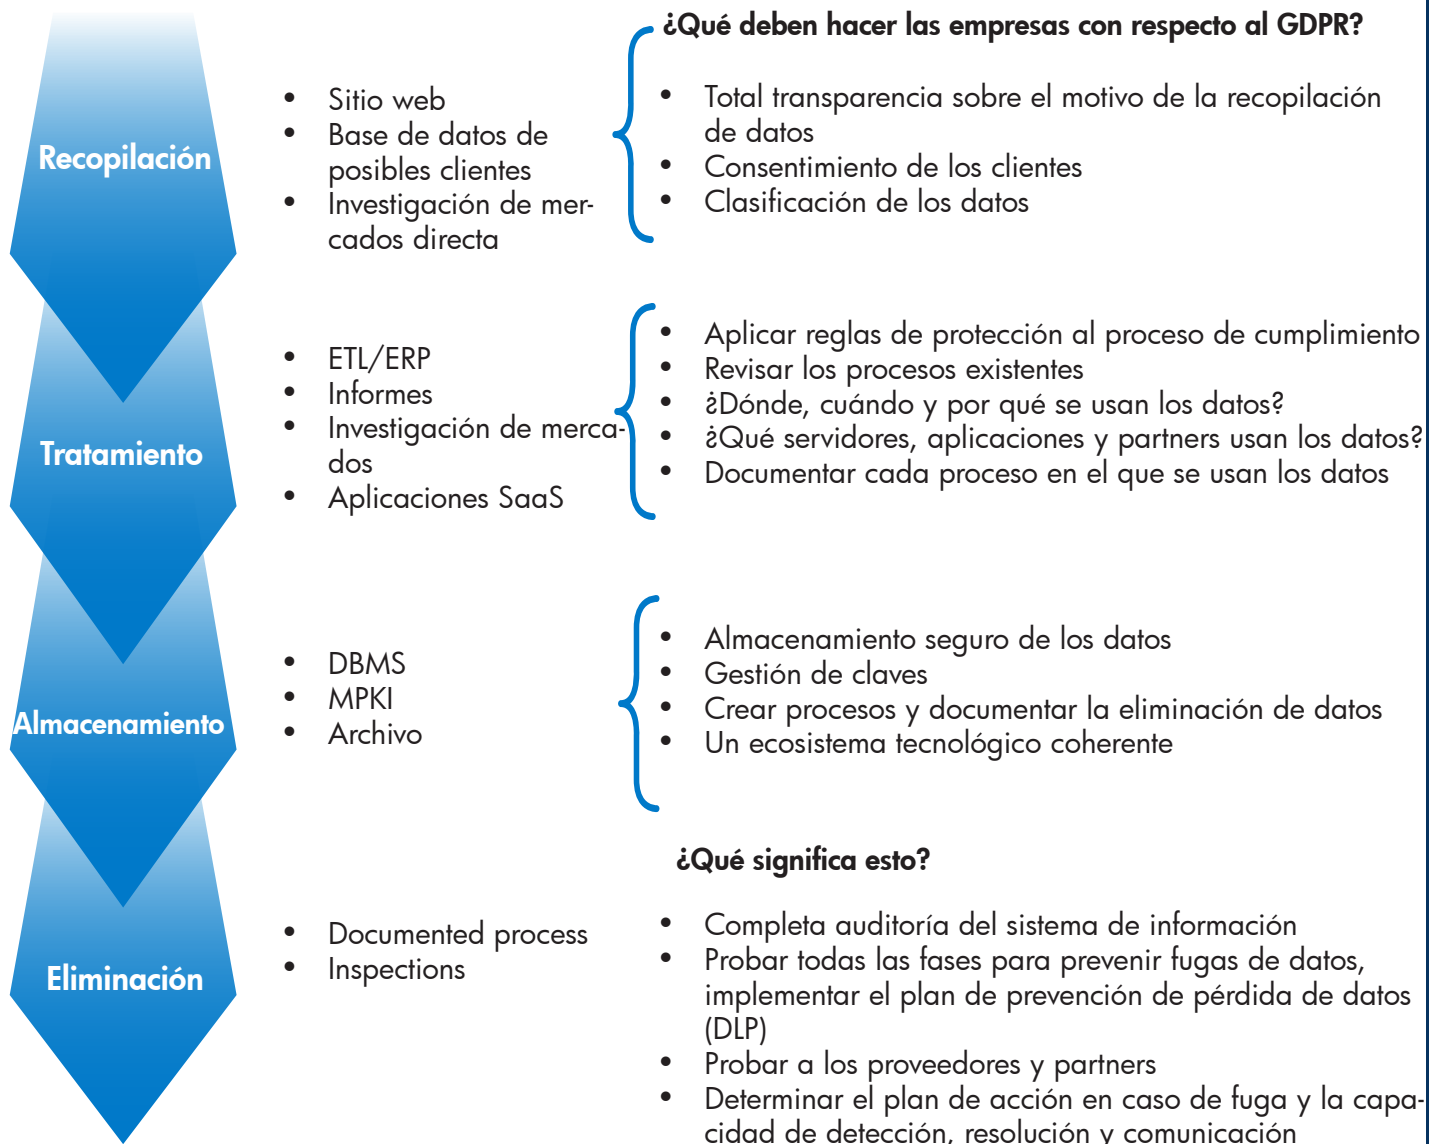 ¿Qué deben hacer las empresas con respecto al GDPR?
Recopilación
• Sitio web
• Base de datos de
posibles clientes
• Investigación de mer-
cados directa
• Total transparencia sobre el motivo de la recopilación
de datos
• Consentimiento de los clientes
• Clasificación de los datos
Tratamiento
• ETL/ERP
• Informes
• Investigación de merca-
dos
• Aplicaciones SaaS
• Aplicar reglas de protección al proceso de cumplimiento
• Revisar los procesos existentes
• ¿Dónde, cuándo y por qué se usan los datos?
• ¿Qué servidores, aplicaciones y partners usan los datos?
• Documentar cada proceso en el que se usan los datos
Almacenamiento
• DBMS
• MPKI
• Archivo
• Almacenamiento seguro de los datos
• Gestión de claves
• Crear procesos y documentar la eliminación de datos
• Un ecosistema tecnológico coherente
Eliminación
• Documented process
• Inspections
¿Qué significa esto?
• Completa auditoría del sistema de información
• Probar todas las fases para prevenir fugas de datos,
implementar el plan de prevención de pérdida de datos
(DLP)
• Probar a los proveedores y partners
• Determinar el plan de acción en caso de fuga y la capa-
cidad de detección, resolución y comunicación